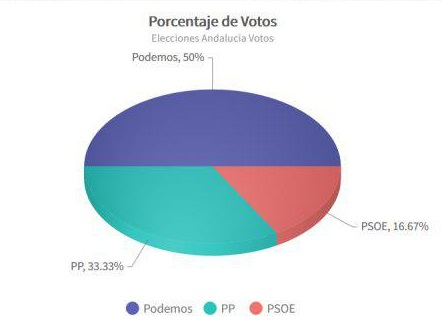 Porcentaje de Votos
Elecciones Andalucia Votos
Podemos, 50%
PSOE, 16.67%
PP, 33.33%
Podemos PP PSOE